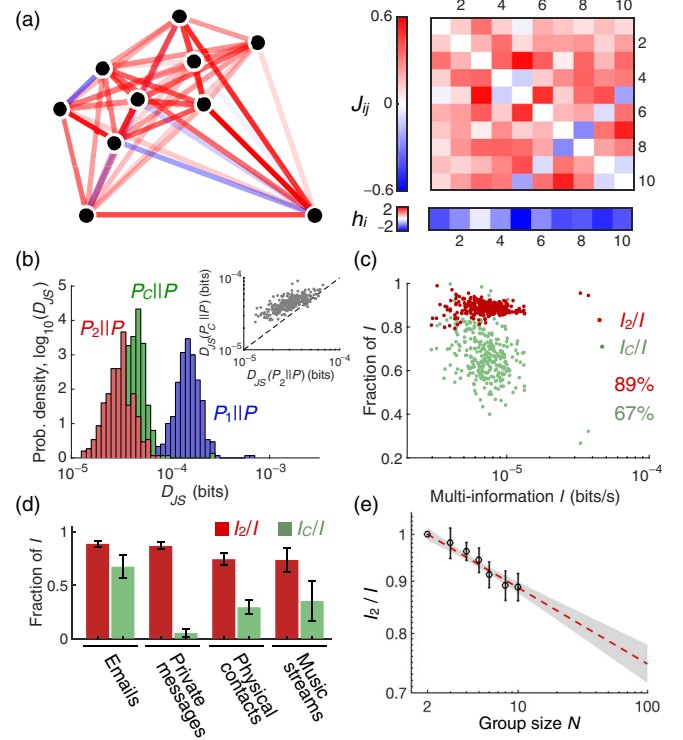 (a)
0.6
J_ij
0
−0.6
2 4 6 8 10
2
4
6
8
10
h_i
2
−2
2 4 6 8 10
(b)
Prob. density, log10(D_JS)
5
4
3
2
1
0
P_2||P
P_C||P
P_1||P
10^−5 10^−4 10^−3
D_JS (bits)
D_JS(P_C||P) (bits)
10^−4
10^−5
10^−5 10^−4
D_JS(P_2||P) (bits)
(c)
Fraction of I
1
0.8
0.6
0.4
0.2
I_2/I
I_C/I
89%
67%
10^−5 10^−4
Multi-information I (bits/s)
(d)
I_2/I I_C/I
Fraction of I
1
0.5
0
Emails
Private
messages
Physical
contacts
Music
streams
(e)
I_2 / I
1
0.9
0.8
0.7
2 10 100
Group size N